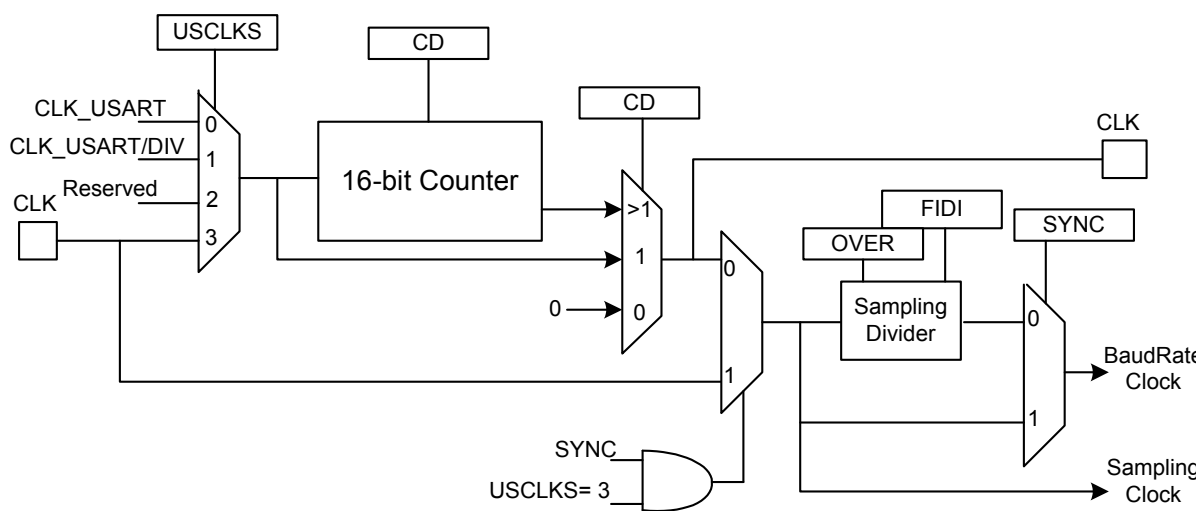 USCLKS
CD
CLK_USART
CLK_USART/DIV
Reserved
CLK
0
1
2
3
16-bit Counter
CD
>1
1
0
0
CLK
0
1
FIDI
OVER
SYNC
Sampling
Divider
0
1
BaudRate
Clock
SYNC
USCLKS= 3
Sampling
Clock